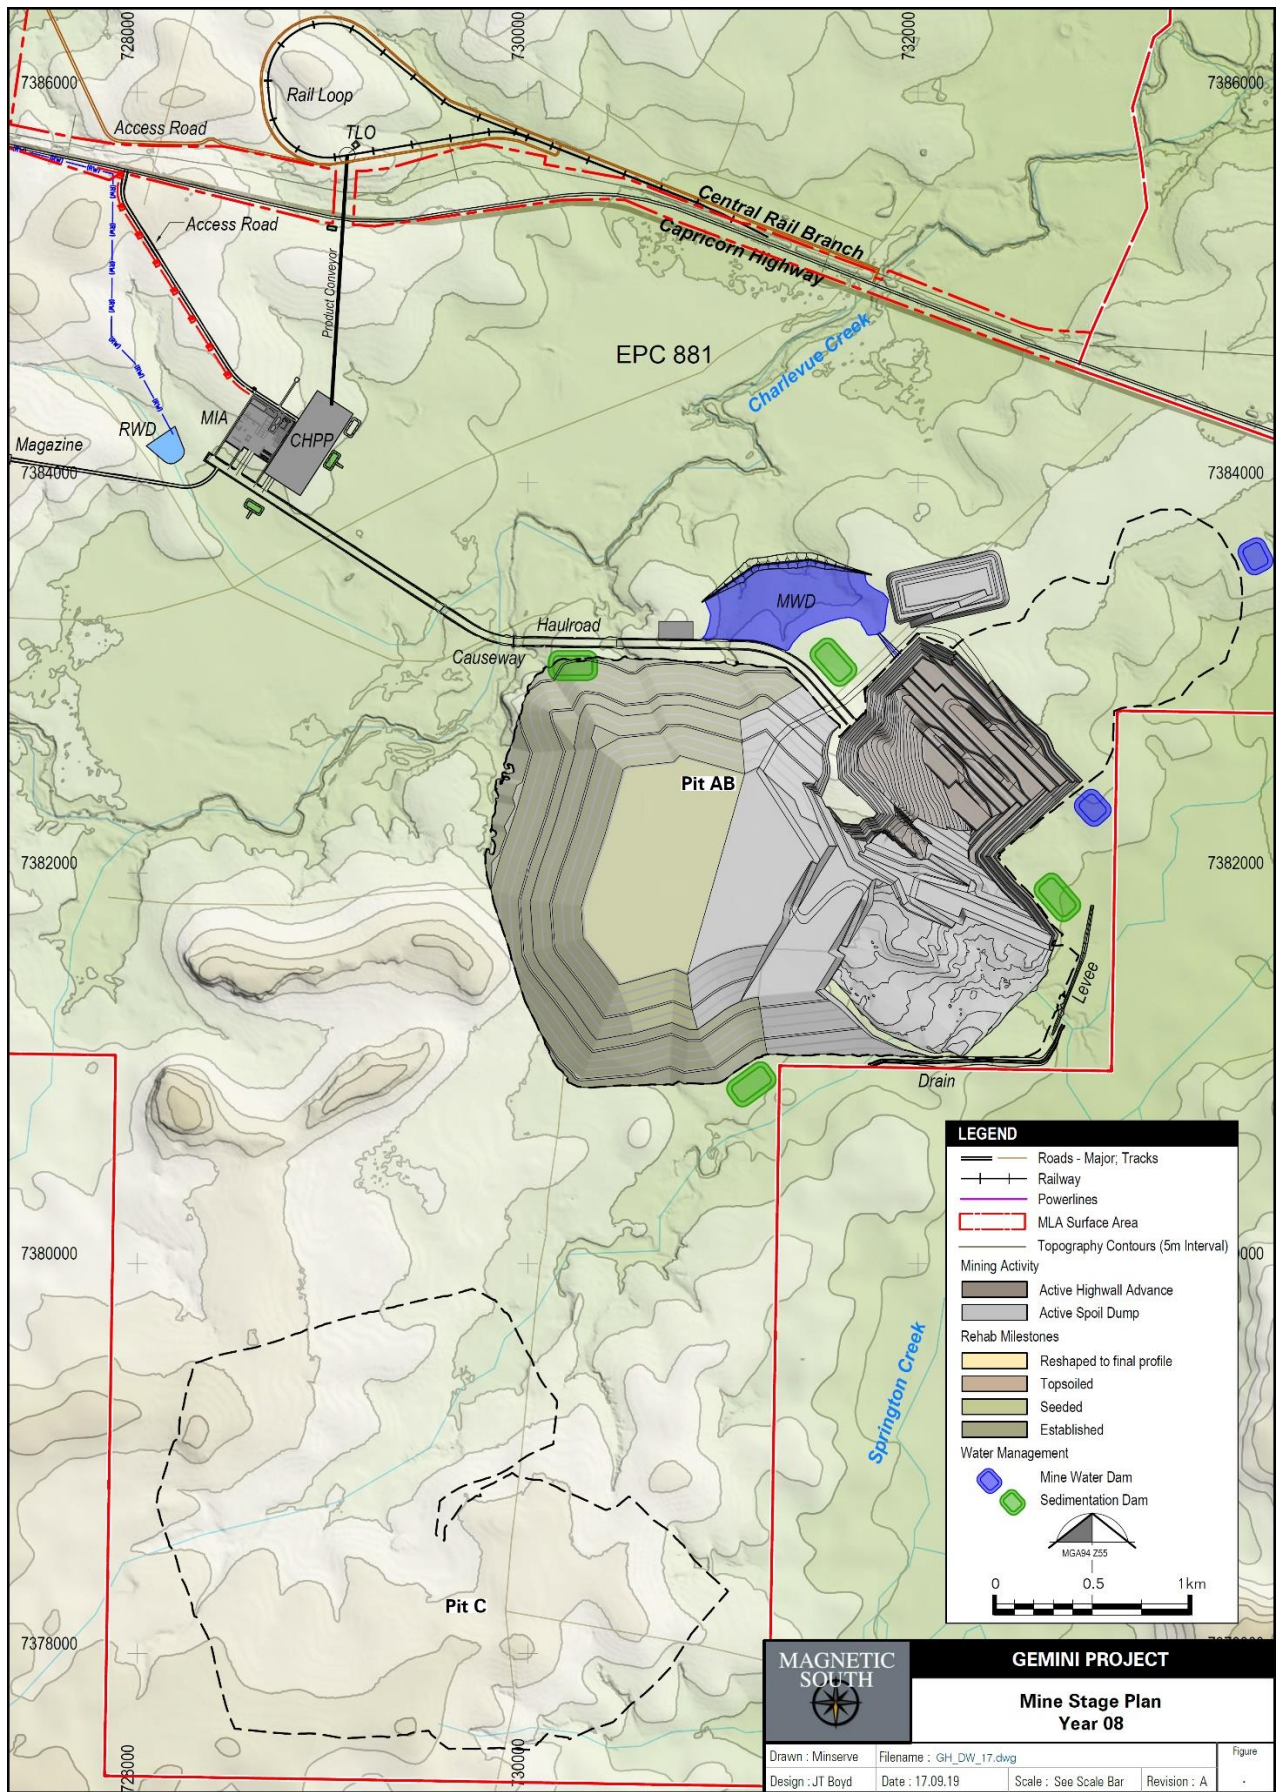 728000
730000
732000
7386000
7386000
Rail Loop
Access Road
TLO
Access Road
Central Rail Branch
Capricorn Highway
Product Conveyor
EPC 881
Charlevue Creek
MIA
RWD
CHPP
Magazine
7384000
7384000
MWD
Haulroad
Causeway
Pit AB
7382000
7382000
Levee
Drain
LEGEND
Roads - Major; Tracks
Railway
Powerlines
MLA Surface Area
Topography Contours (5m Interval)
Mining Activity
Active Highwall Advance
Active Spoil Dump
Rehab Milestones
Reshaped to final profile
Topsoiled
Seeded
Established
Water Management
Mine Water Dam
Sedimentation Dam
MGA94 Z55
0 0.5 1km
7380000
Springton Creek
Pit C
7378000
728000
730000
MAGNETIC
SOUTH
GEMINI PROJECT
Mine Stage Plan
Year 08
Drawn : Minserve Filename : GH_DW_17.dwg Figure
Design : JT Boyd Date : 17.09.19 Scale : See Scale Bar Revision : A -